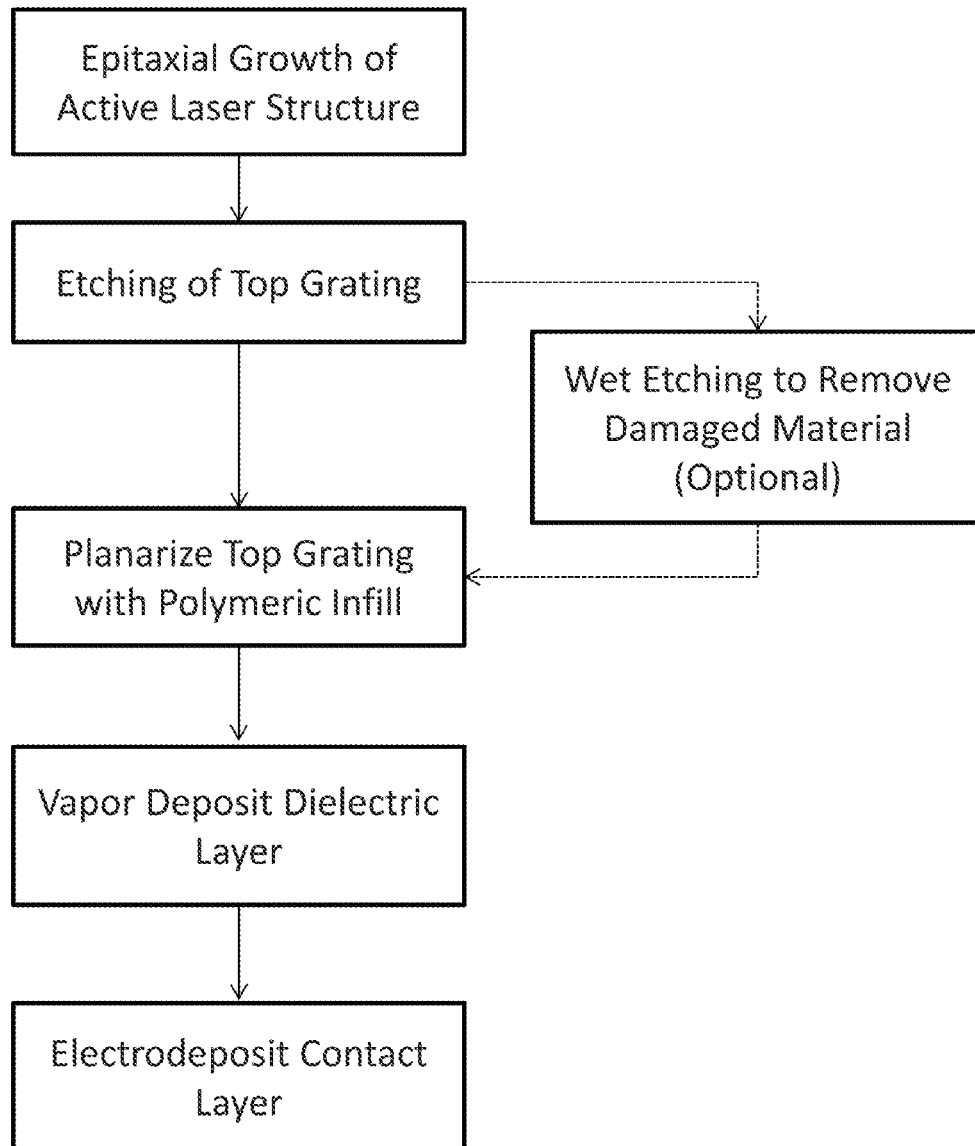 Epitaxial Growth of
Active Laser Structure
Etching of Top Grating
Wet Etching to Remove
Damaged Material
(Optional)
Planarize Top Grating
with Polymeric Infill
Vapor Deposit Dielectric
Layer
Electrodeposit Contact
Layer